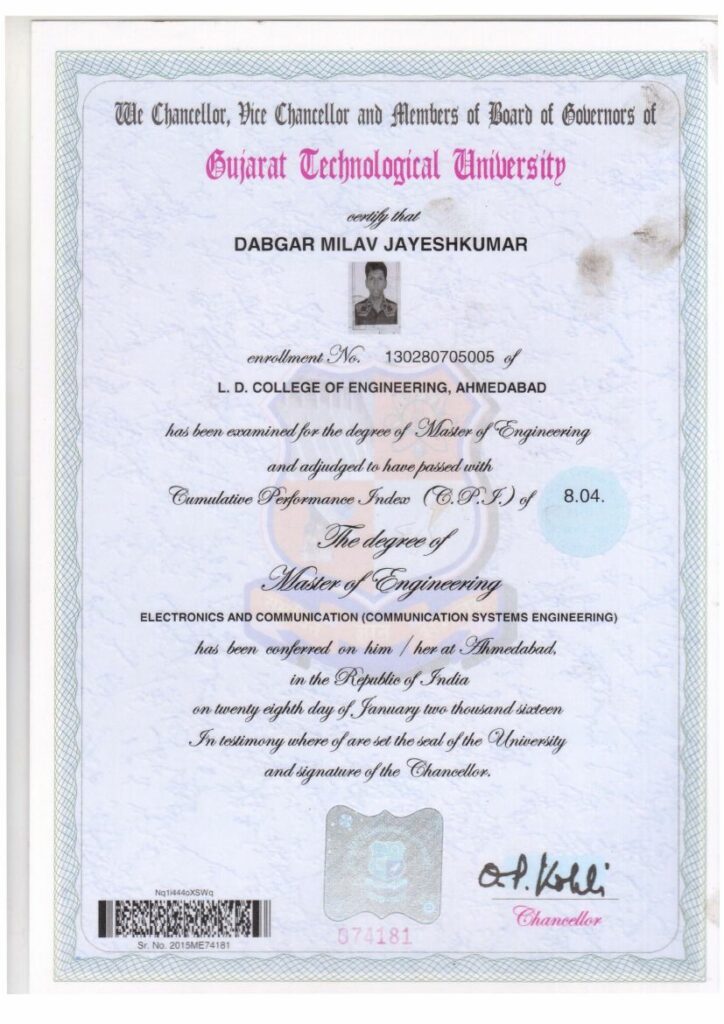 We Chancellor, Vice Chancellor and Members of Board of Governors of
Gujarat Technological University
certify that
DABGAR MILAV JAYESHKUMAR
enrollment No. 130280705005 of
L. D. COLLEGE OF ENGINEERING, AHMEDABAD
has been examined for the degree of Master of Engineering
and adjudged to have passed with
Cumulative Performance Index (C.P.I.) of 8.04.
The degree of
Master of Engineering
ELECTRONICS AND COMMUNICATION (COMMUNICATION SYSTEMS ENGINEERING)
has been conferred on him / her at Ahmedabad,
in the Republic of India
on twenty eighth day of January two thousand sixteen
In testimony where of are set the seal of the University
and signature of the Chancellor.
Nq1i444oXSWq
Sr. No. 2015ME74181
074181
O.P. Kohli
Chancellor